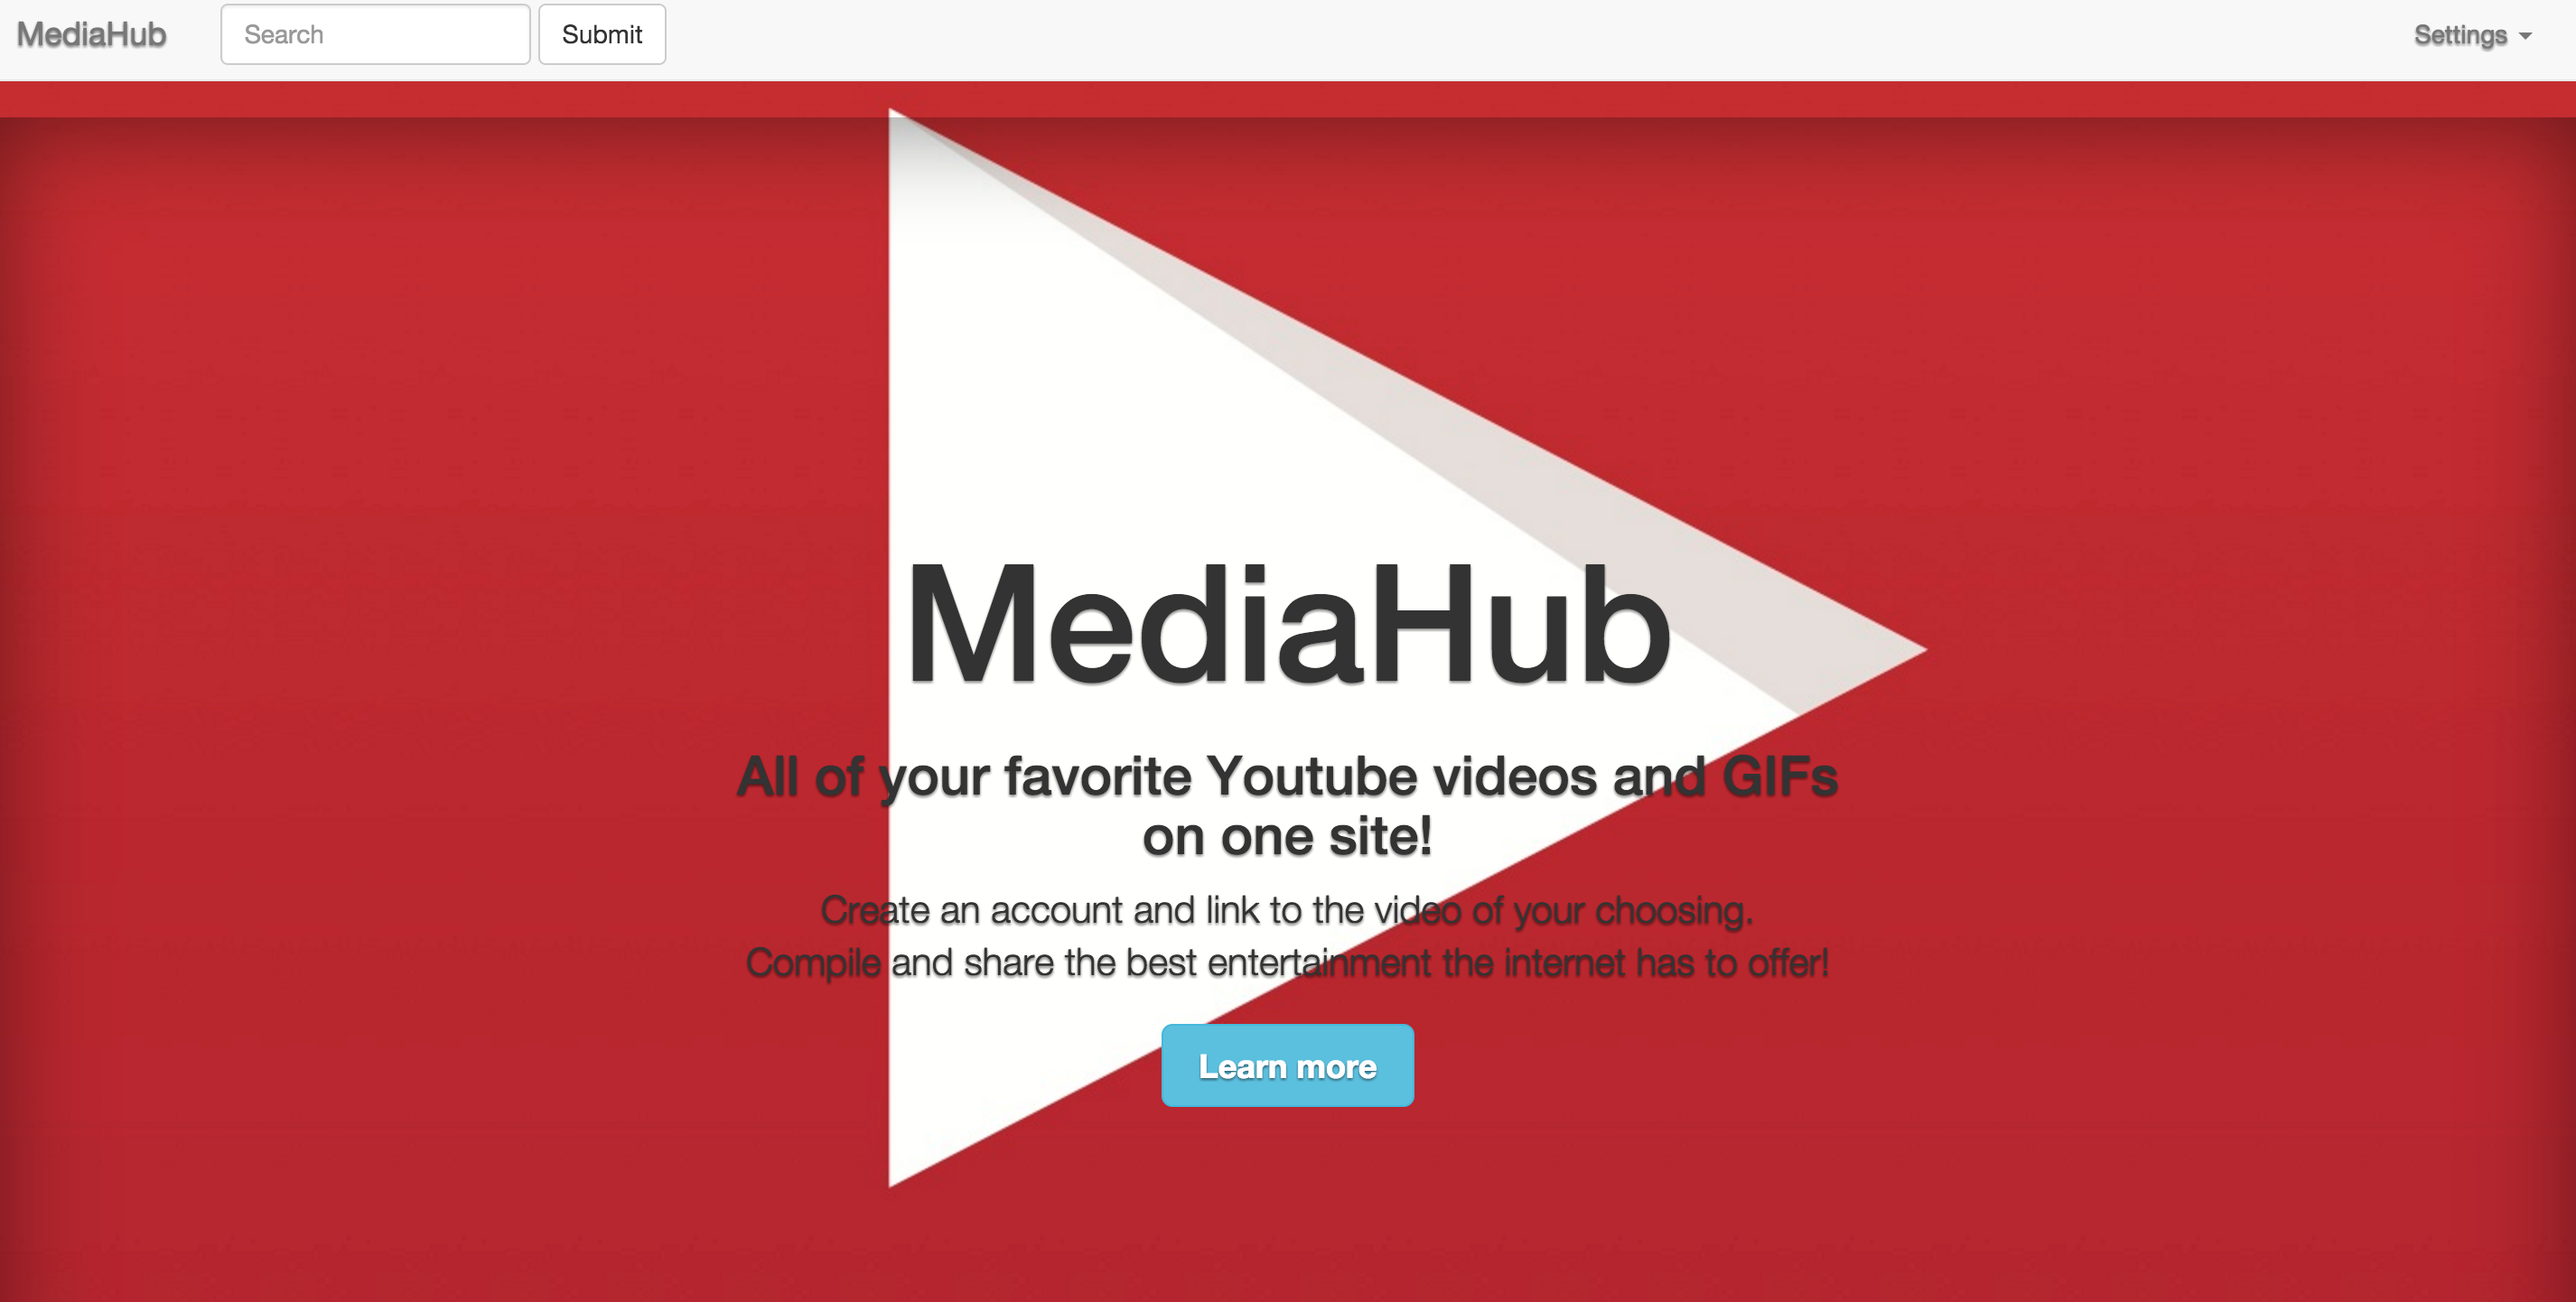 MediaHub
Search
Submit
Settings
MediaHub
All of your favorite Youtube videos and GIFs
on one site!
Create an account and link to the video of your choosing.
Compile and share the best entertainment the internet has to offer!
Learn more